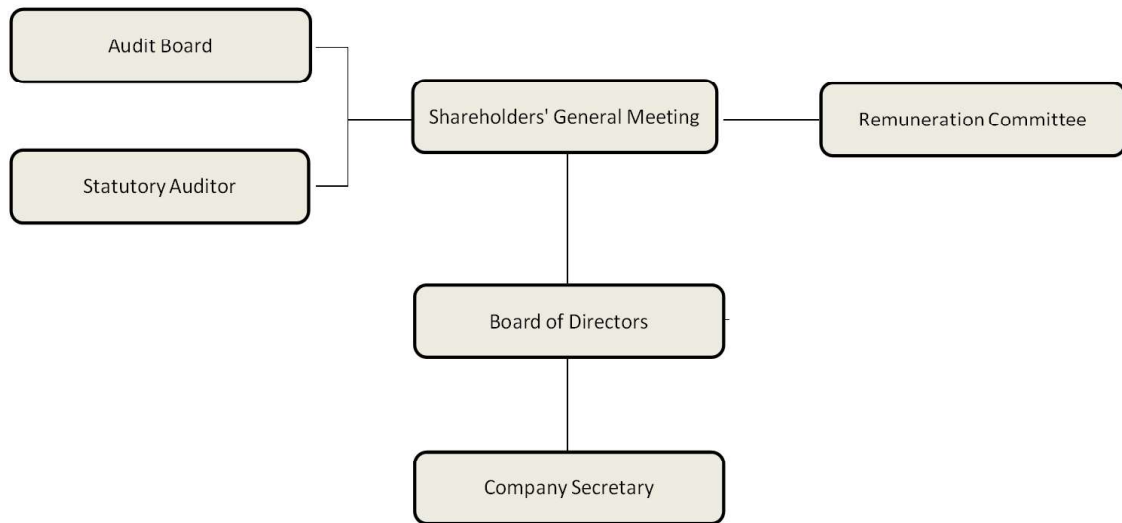 Audit Board
Shareholders' General Meeting
Remuneration Committee
Statutory Auditor
Board of Directors
Company Secretary